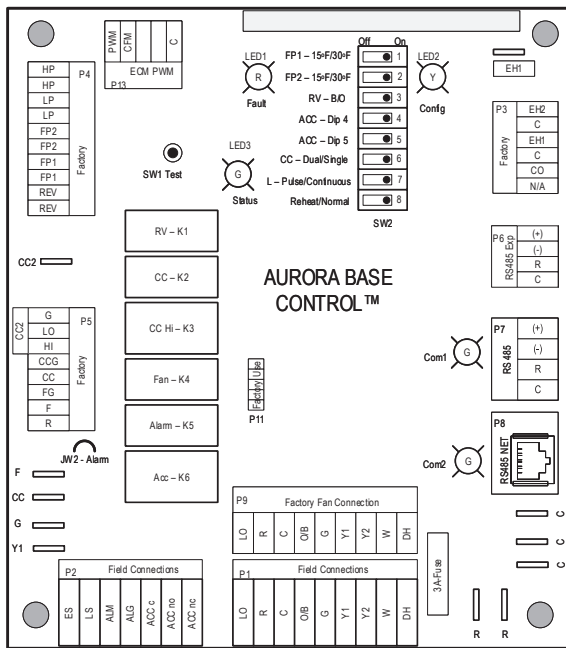 PWM
CFM
C
ECM PWM
P13
HP
HP
LP
LP
FP2
FP2
FP1
FP1
REV
REV
P4
Factory
SW1 Test
LED1
R
Fault
LED3
G
Status
Off On
FP1 – 15ºF/30ºF 1
FP2 – 15ºF/30ºF 2
RV – B/O 3
ACC – Dip 4 4
ACC – Dip 5 5
CC – Dual/Single 6
L – Pulse/Continuous 7
Reheat/Normal 8
SW2
LED2
Y
Config
EH1
P3
Factory
EH2
C
EH1
C
CO
N/A
P6
RS485 Exp
(+)
(-)
R
C
RV – K1
CC – K2
CC Hi – K3
Fan – K4
Alarm – K5
Acc – K6
AURORA BASE
CONTROL™
CC2
CC2
G
LO
HI
CCG
CC
FG
F
R
P5
Factory
JW2 - Alarm
Factory Use
P11
P7
RS 485
(+)
(-)
R
C
Com1
G
P8
RS485 NET
Com2
G
F
CC
G
Y1
P9
Factory Fan Connection
LO
R
C
O/B
G
Y1
Y2
W
DH
P2
Field Connections
ES
LS
ALM
ALG
ACC c
ACC no
ACC nc
P1
Field Connections
LO
R
C
O/B
G
Y1
Y2
W
DH
3A-Fuse
C
C
C
R
R